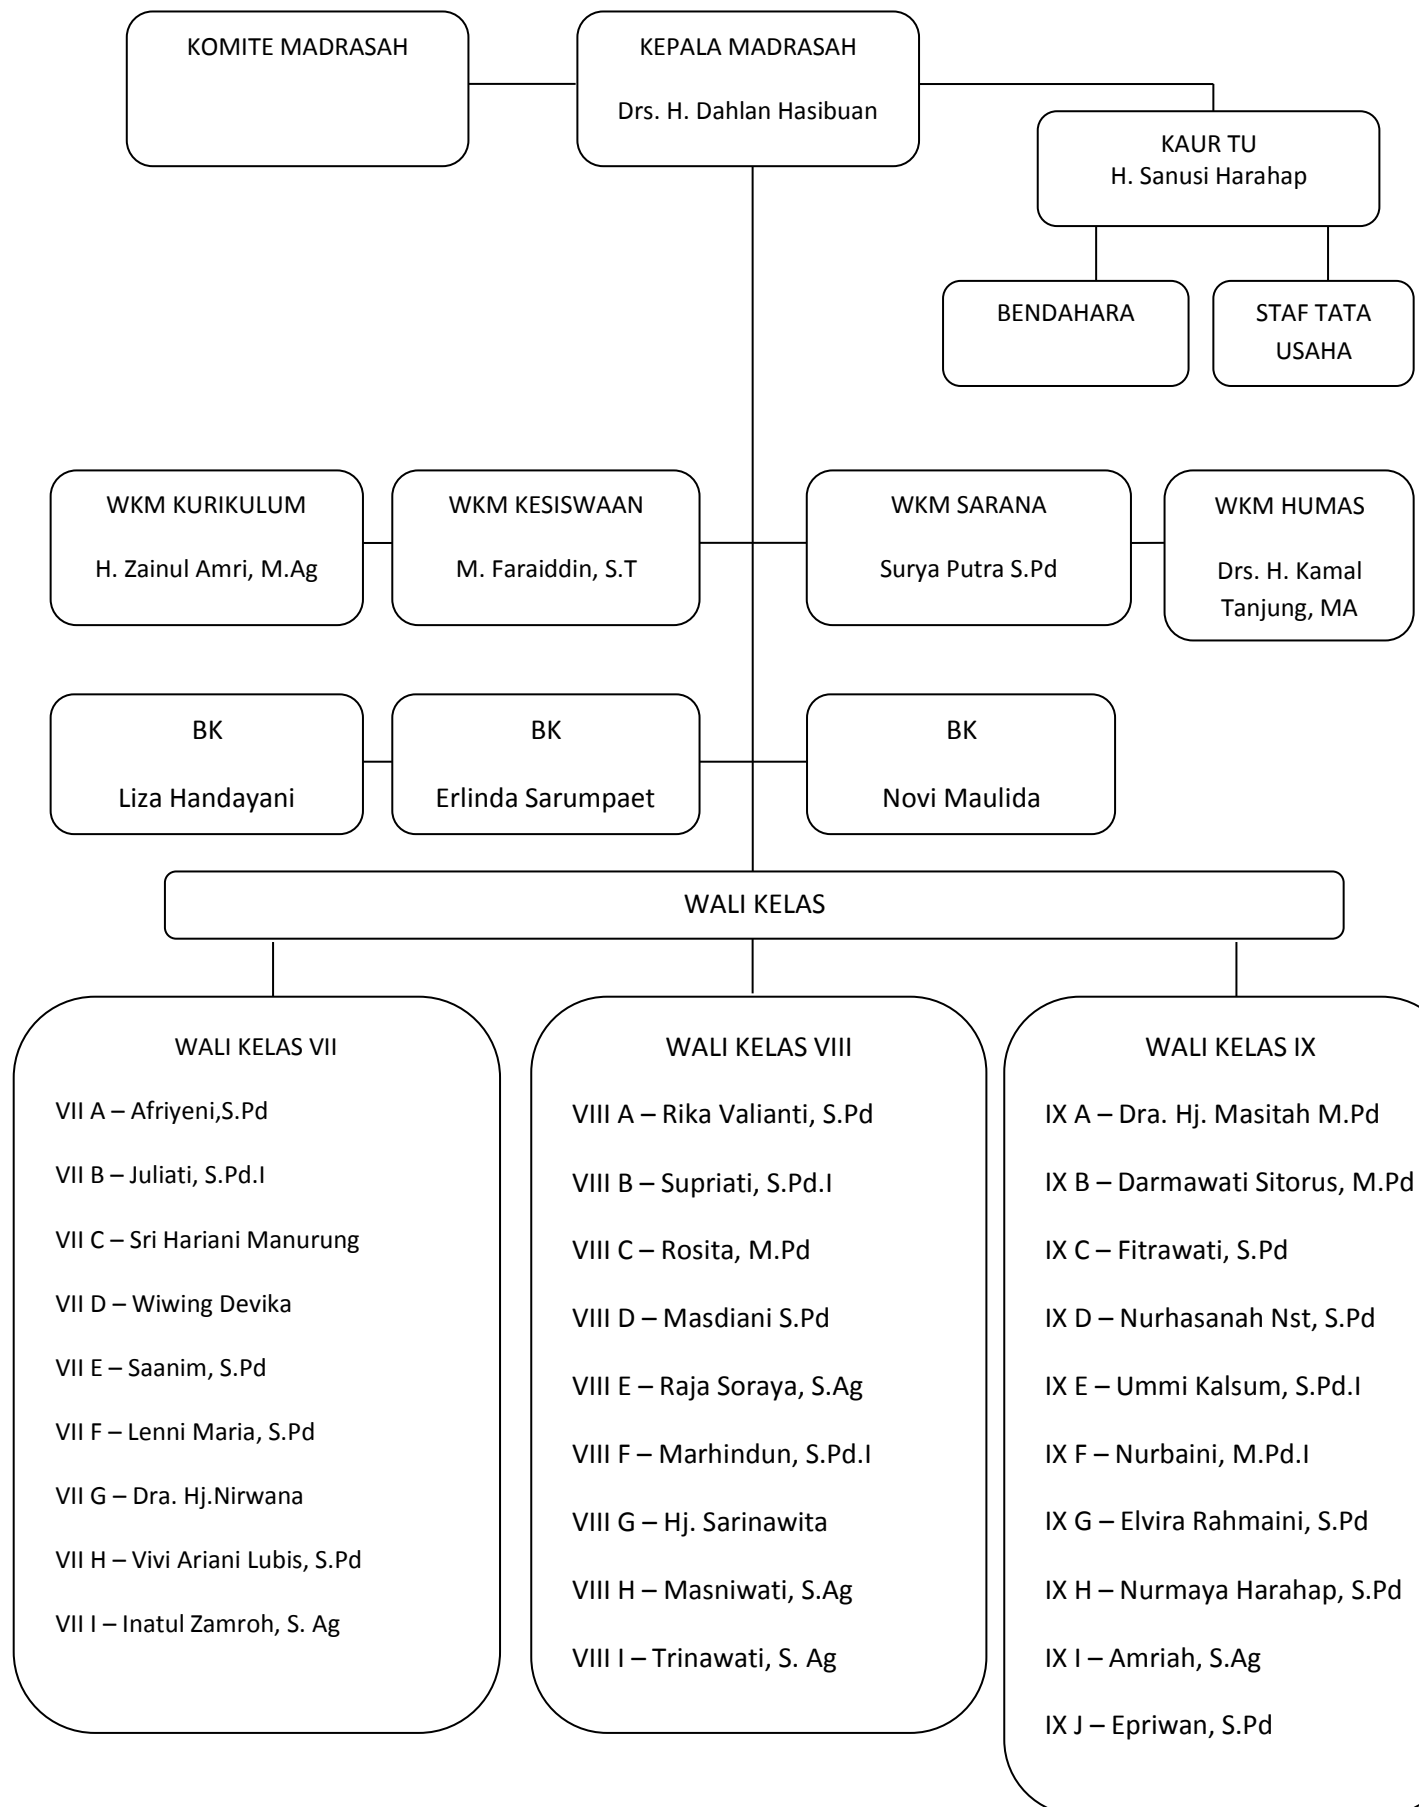 KOMITE MADRASAH
KEPALA MADRASAH
Drs. H. Dahlan Hasibuan
KAUR TU
H. Sanusi Harahap
BENDAHARA
STAF TATA
USAHA
WKM KURIKULUM
H. Zainul Amri, M.Ag
WKM KESISWAAN
M. Faraiddin, S.T
WKM SARANA
Surya Putra S.Pd
WKM HUMAS
Drs. H. Kamal
Tanjung, MA
BK
Liza Handayani
BK
Erlinda Sarumpaet
BK
Novi Maulida
WALI KELAS
WALI KELAS VII
VII A – Afriyeni,S.Pd
VII B – Juliati, S.Pd.I
VII C – Sri Hariani Manurung
VII D – Wiwing Devika
VII E – Saanim, S.Pd
VII F – Lenni Maria, S.Pd
VII G – Dra. Hj.Nirwana
VII H – Vivi Ariani Lubis, S.Pd
VII I – Inatul Zamroh, S. Ag
WALI KELAS VIII
VIII A – Rika Valianti, S.Pd
VIII B – Supriati, S.Pd.I
VIII C – Rosita, M.Pd
VIII D – Masdiani S.Pd
VIII E – Raja Soraya, S.Ag
VIII F – Marhindun, S.Pd.I
VIII G – Hj. Sarinawita
VIII H – Masniwati, S.Ag
VIII I – Trinawati, S. Ag
WALI KELAS IX
IX A – Dra. Hj. Masitah M.Pd
IX B – Darmawati Sitorus, M.Pd
IX C – Fitrawati, S.Pd
IX D – Nurhasanah Nst, S.Pd
IX E – Ummi Kalsum, S.Pd.I
IX F – Nurbaini, M.Pd.I
IX G – Elvira Rahmaini, S.Pd
IX H – Nurmaya Harahap, S.Pd
IX I – Amriah, S.Ag
IX J – Epriwan, S.Pd